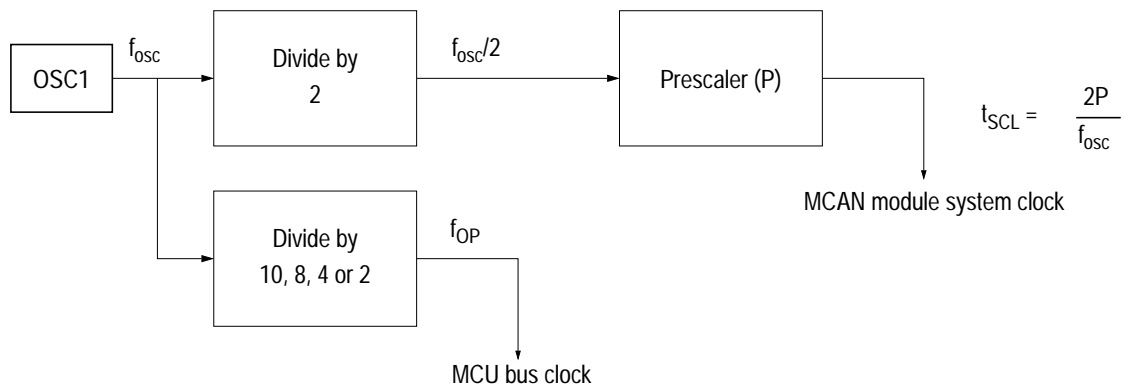 OSC1
fosc
Divide by
2
fosc/2
Prescaler (P)
tSCL = 2P
fosc
MCAN module system clock
Divide by
10, 8, 4 or 2
fOP
MCU bus clock